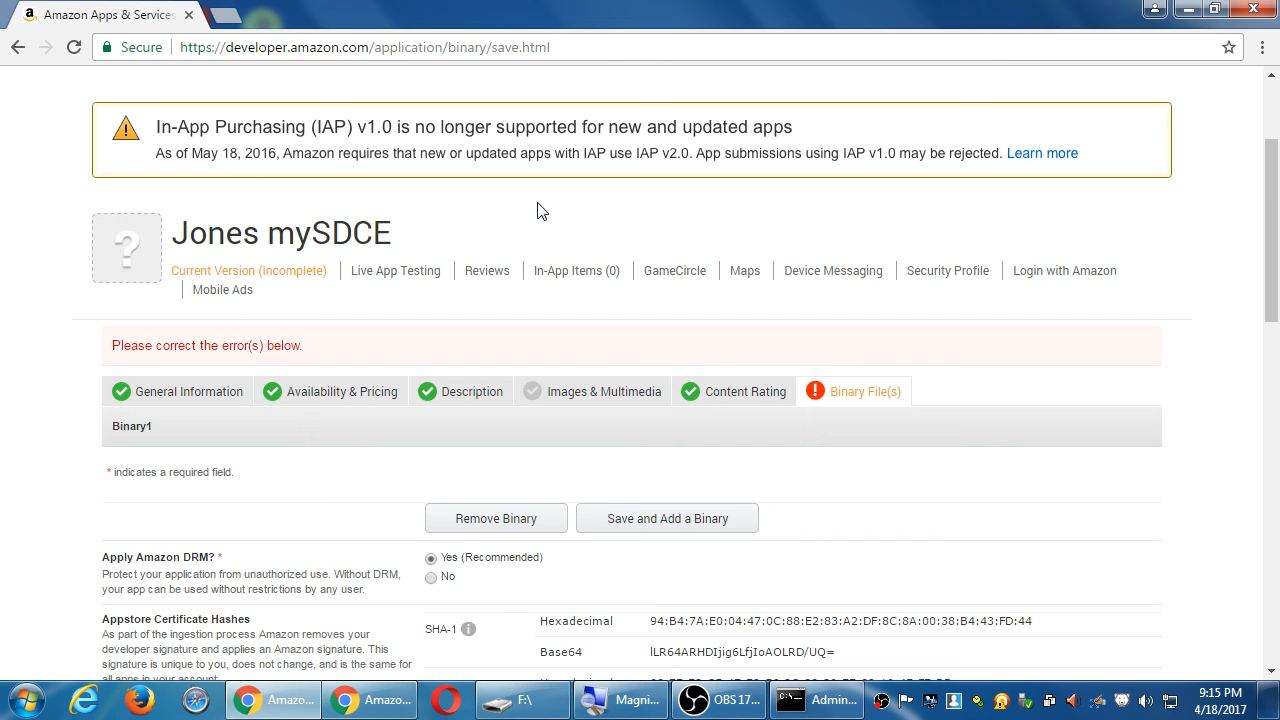 Amazon Apps & Services
Secure
https://developer.amazon.com/application/binary/save.html
In-App Purchasing (IAP) v1.0 is no longer supported for new and updated apps
As of May 18, 2016, Amazon requires that new or updated apps with IAP use IAP v2.0. App submissions using IAP v1.0 may be rejected. Learn more
?
Jones mySDCE
Current Version (Incomplete) Live App Testing Reviews In-App Items (0) GameCircle Maps Device Messaging Security Profile Login with Amazon
Mobile Ads
Please correct the error(s) below.
General Information Availability & Pricing Description Images & Multimedia Content Rating Binary File(s)
Binary1
* indicates a required field.
Remove Binary Save and Add a Binary
Apply Amazon DRM? *
Protect your application from unauthorized use. Without DRM,
your app can be used without restrictions by any user.
Yes (Recommended)
No
Appstore Certificate Hashes
As part of the ingestion process Amazon removes your
developer signature and applies an Amazon signature. This
signature is unique to you, does not change, and is the same for
all apps in your account.
SHA-1
Hexadecimal 94:B4:7A:E0:04:47:0C:88:E2:83:A2:DF:8C:8A:00:38:B4:43:FD:44
Base64 lLR64ARHDIjig6LfjIoAOLRD/UQ=
Amazo... Amazo... F:\ Magni... OBS 17.... Admin...
9:15 PM
4/18/2017